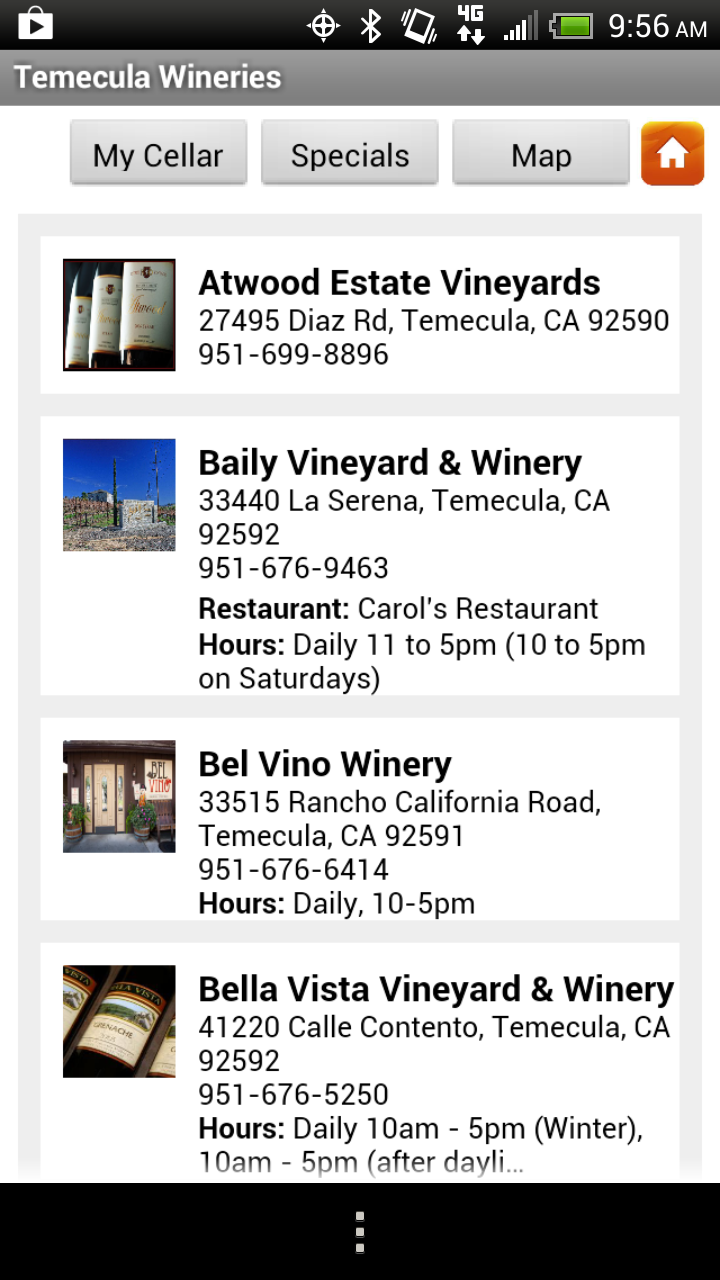 4G
9:56 AM
Temecula Wineries
My Cellar
Specials
Map
Atwood Estate Vineyards
27495 Diaz Rd, Temecula, CA 92590
951-699-8896
Baily Vineyard & Winery
33440 La Serena, Temecula, CA
92592
951-676-9463
Restaurant: Carol's Restaurant
Hours: Daily 11 to 5pm (10 to 5pm
on Saturdays)
BEL
VINO
Bel Vino Winery
33515 Rancho California Road,
Temecula, CA 92591
951-676-6414
Hours: Daily, 10-5pm
GRENACHE
Bella Vista Vineyard & Winery
41220 Calle Contento, Temecula, CA
92592
951-676-5250
Hours: Daily 10am - 5pm (Winter),
10am - 5pm (after dayli...